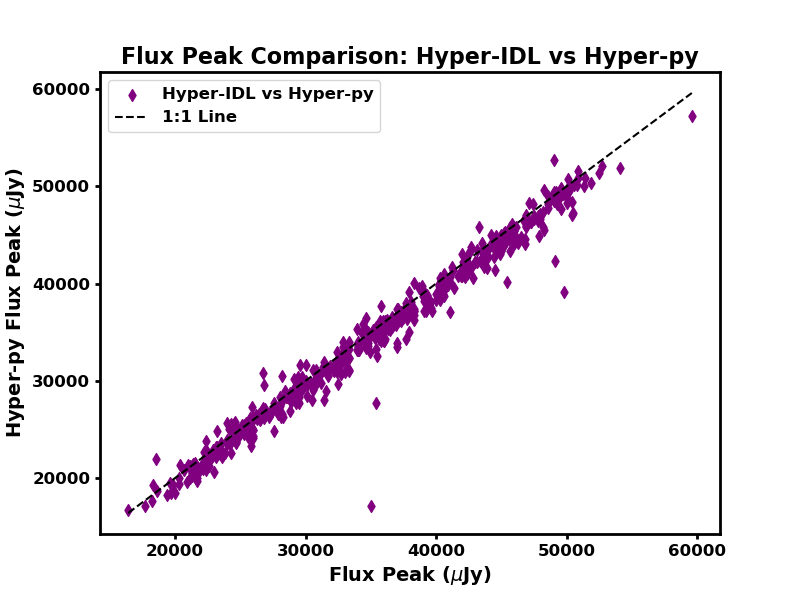 Flux Peak Comparison: Hyper-IDL vs Hyper-py
Hyper-IDL vs Hyper-py
1:1 Line
Hyper-py Flux Peak (μJy)
60000
50000
40000
30000
20000
20000 30000 40000 50000 60000
Flux Peak (μJy)